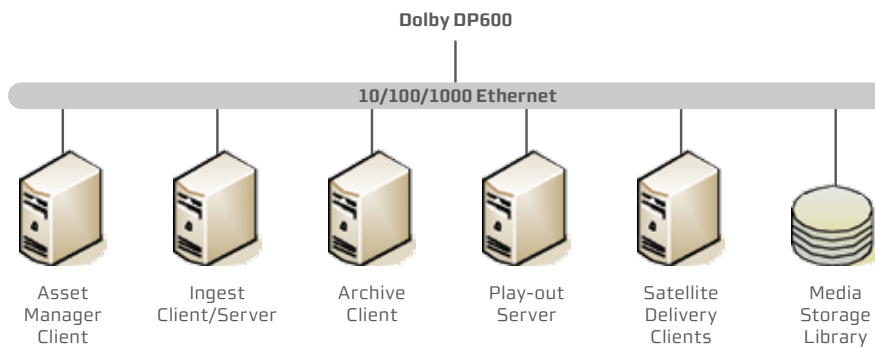 Dolby DP600
10/100/1000 Ethernet
Asset
Manager
Client
Ingest
Client/Server
Archive
Client
Play-out
Server
Satellite
Delivery
Clients
Media
Storage
Library